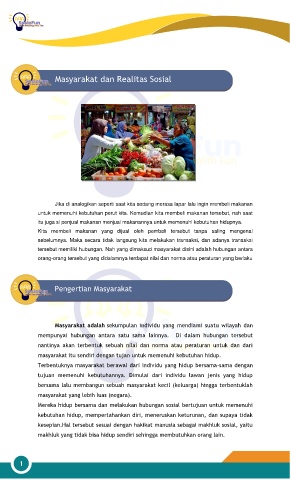 Masyarakat dan Realitas Sosial
Jika di analogikan seperti saat kita sedang merasa lapar lalu ingin membeli makanan
untuk memenuhi kebutuhan perut kita. Kemudian kita membeli makanan tersebut, nah saat
itu juga si penjual makanan menjual makanannya untuk memenuhi kebutuhan hidupnya.
Kita membeli makanan yang dijual oleh pembeli tersebut tanpa saling mengenal
sebelumnya. Maka secara tidak langsung kita melakukan transaksi, dan adanya transaksi
tersebut memiliki hubungan. Nah yang dimaksud masyarakat disini adalah hubungan antara
orang-orang tersebut yang didalamnya terdapat nilai dan norma atau peraturan yang berlaku.
Pengertian Masyarakat
Masyarakat adalah sekumpulan individu yang mendiami suatu wilayah dan
mempunyai hubungan antara satu sama lainnya. Di dalam hubungan tersebut
nantinya akan terbentuk sebuah nilai dan norma atau peraturan untuk dan dari
masyarakat itu sendiri dengan tujan untuk memenuhi kebutuhan hidup.
Terbentuknya masyarakat berawal dari individu yang hidup bersama-sama dengan
tujuan memenuhi kebutuhannya. Dimulai dari individu lawan jenis yang hidup
bersama lalu membangun sebuah masyarakat kecil (keluarga) hingga terbentuklah
masyarakat yang lebih luas (negara).
Mereka hidup bersama dan melakukan hubungan sosial bertujuan untuk memenuhi
kebutuhan hidup, mempertahankan diri, meneruskan keturunan, dan supaya tidak
kesepian.Hal tersebut sesuai dengan hakikat manusia sebagai makhluk sosial, yaitu
makhluk yang tidak bisa hidup sendiri sehingga membutuhkan orang lain.
1